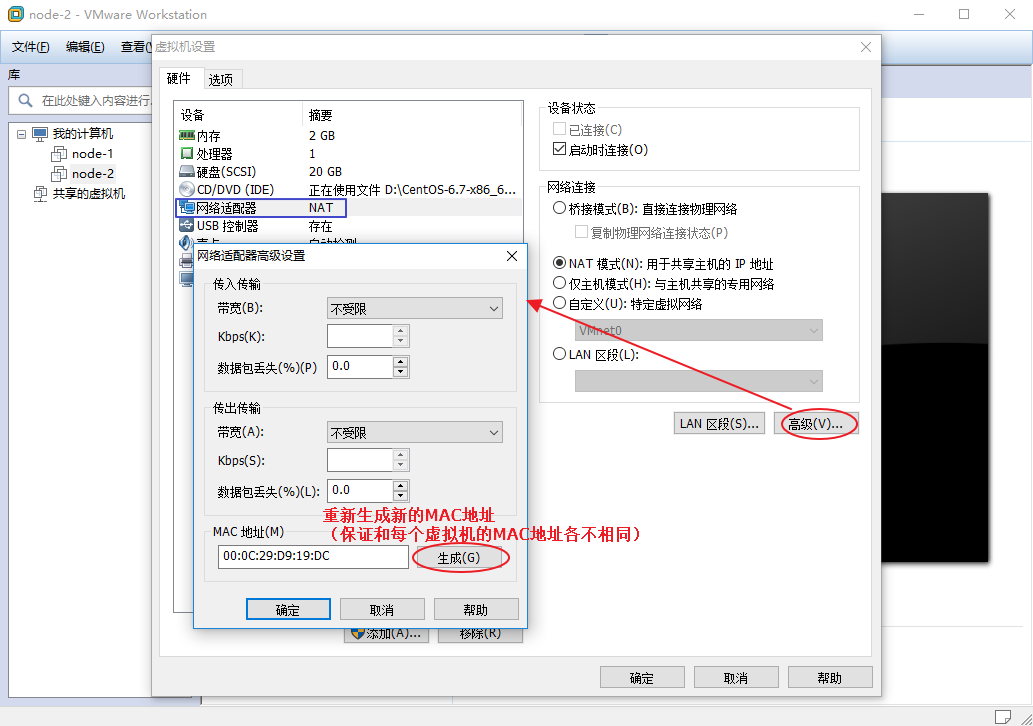 node-2 - VMware Workstation
文件(F) 编辑(E) 查看(V
库
在此处键入内容进行
我的计算机
node-1
node-2
共享的虚拟机
虚拟机设置
硬件 选项
设备 摘要
内存 2 GB
处理器 1
硬盘(SCSI) 20 GB
CD/DVD (IDE) 正在使用文件 D:\CentOS-6.7-x86_6...
网络适配器 NAT
USB 控制器 存在
声卡 自动检测
添加(A)... 移除(R)
设备状态
已连接(C)
启动时连接(O)
网络连接
桥接模式(B): 直接连接物理网络
复制物理网络连接状态(P)
NAT 模式(N): 用于共享主机的 IP 地址
仅主机模式(H): 与主机共享的专用网络
自定义(U): 特定虚拟网络
VMnet0
LAN 区段(L):
LAN 区段(S)... 高级(V)...
网络适配器高级设置
传入传输
带宽(B): 不受限
Kbps(K):
数据包丢失(%)(P) 0.0
传出传输
带宽(A): 不受限
Kbps(S):
数据包丢失(%)(L): 0.0
重新生成新的MAC地址
（保证和每个虚拟机的MAC地址各不相同）
MAC 地址(M)
00:0C:29:D9:19:DC 生成(G)
确定 取消 帮助
确定 取消 帮助